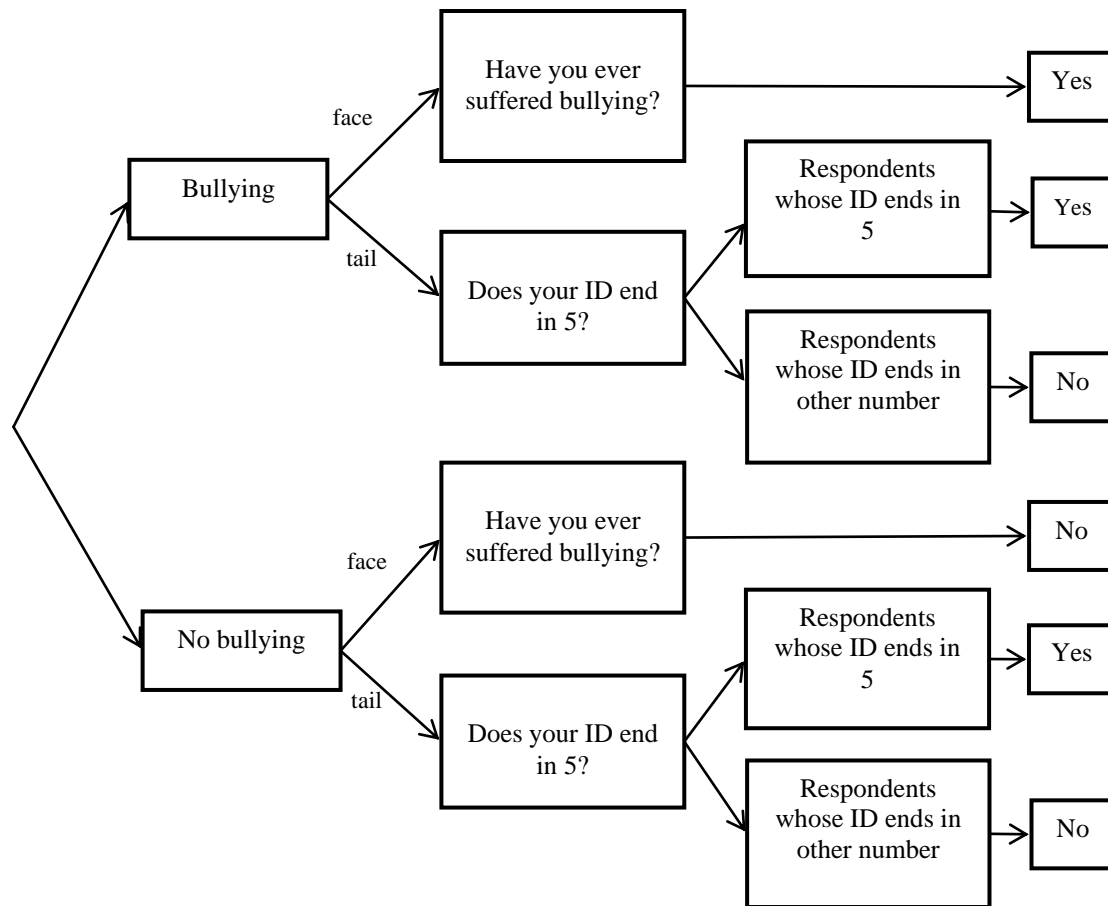 Have you ever
suffered bullying?
Yes
face
Bullying
Respondents
whose ID ends in
5
Yes
tail
Does your ID end
in 5?
Respondents
whose ID ends in
other number
No
Have you ever
suffered bullying?
No
face
No bullying
Respondents
whose ID ends in
5
Yes
tail
Does your ID end
in 5?
Respondents
whose ID ends in
other number
No